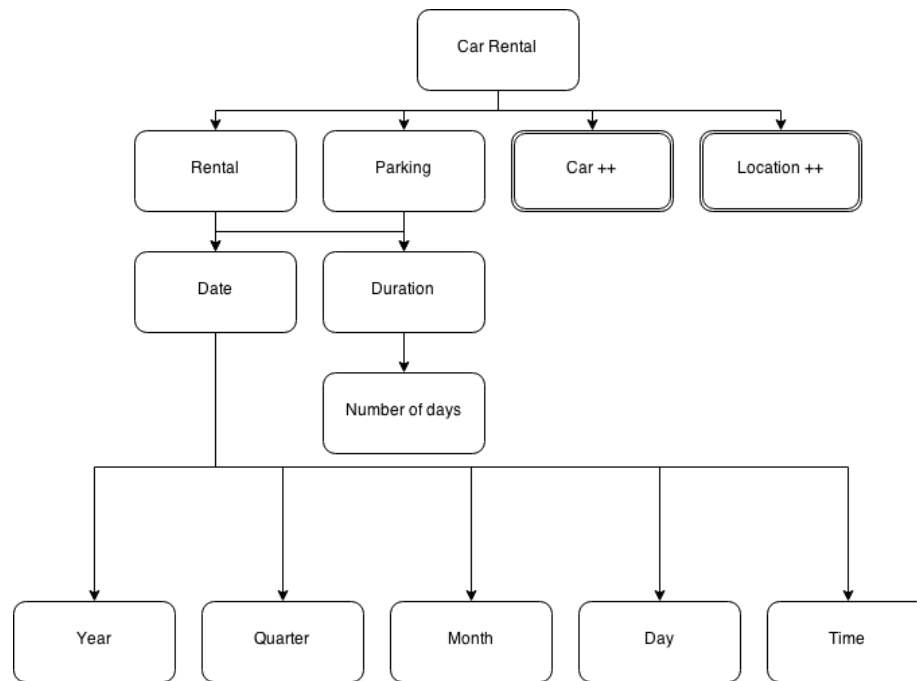 Car Rental
Rental
Parking
Car ++
Location ++
Date
Duration
Number of days
Year
Quarter
Month
Day
Time